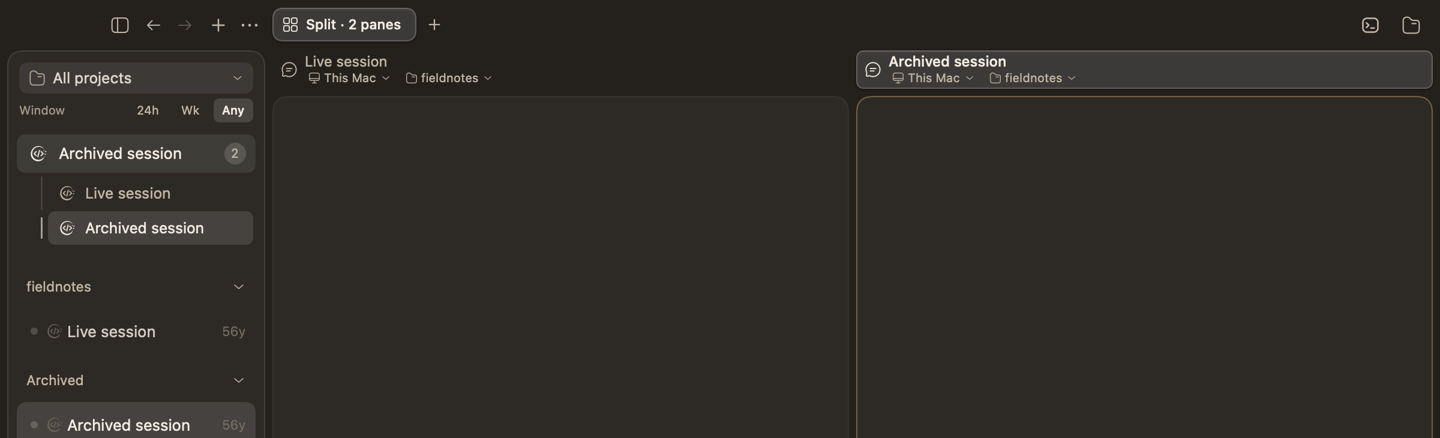 Split · 2 panes
All projects
Window 24h Wk Any
Archived session 2
Live session
Archived session
fieldnotes
Live session 56y
Archived
Archived session 56y
Live session
This Mac fieldnotes
Archived session
This Mac fieldnotes